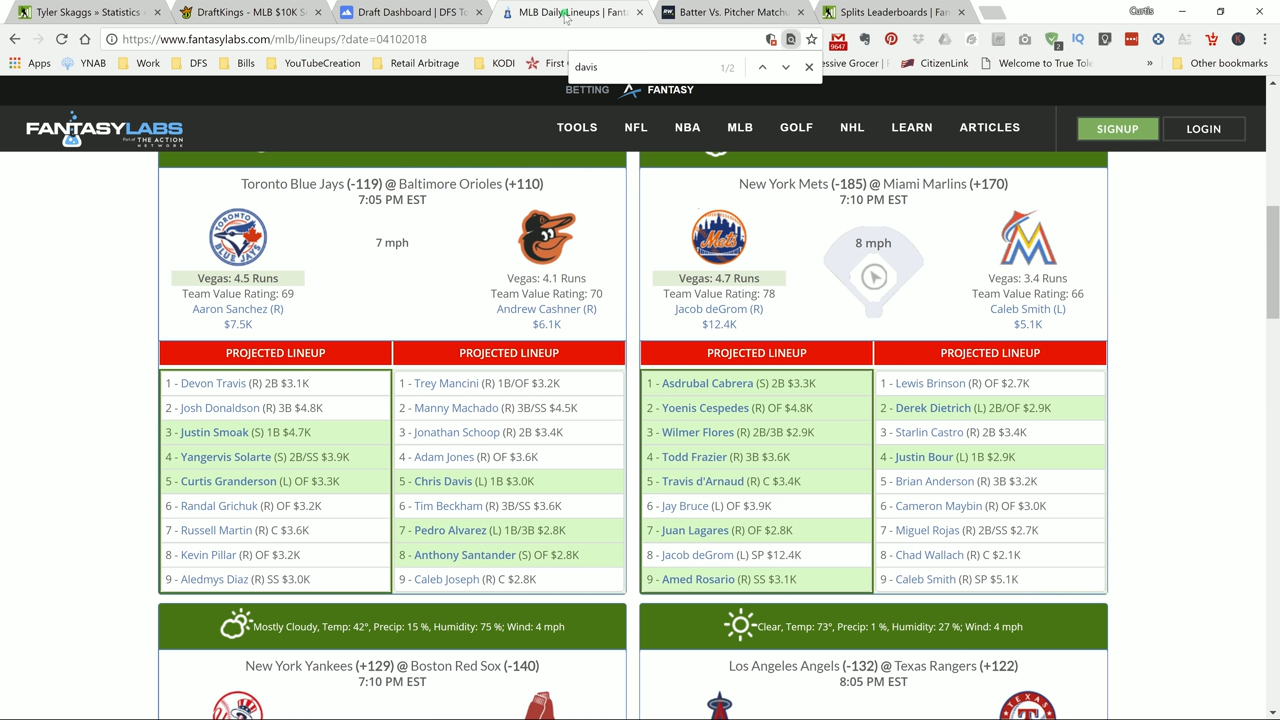 Tyler Skaggs » Statistics
DraftKings - MLB $10K S
Draft Dashboard | DFS To
MLB Daily Lineups | Fant
Batter Vs. Pitcher Match
Splits Leaderboards | Fan
Curtis
https://www.fantasylabs.com/mlb/lineups/?date=04102018
9647
2
K
Apps
YNAB
Work
DFS
Bills
YouTubeCreation
Retail Arbitrage
KODI
First
essive Grocer
CitizenLink
Welcome to True Tole
»
Other bookmarks
davis
1/2
BETTING
FANTASY
FANTASYLABS
Part of THE ACTION NETWORK
TOOLS
NFL
NBA
MLB
GOLF
NHL
LEARN
ARTICLES
SIGNUP
LOGIN
Toronto Blue Jays (-119) @ Baltimore Orioles (+110)
7:05 PM EST
7 mph
Vegas: 4.5 Runs
Team Value Rating: 69
Aaron Sanchez (R)
$7.5K
Vegas: 4.1 Runs
Team Value Rating: 70
Andrew Cashner (R)
$6.1K
PROJECTED LINEUP
1 - Devon Travis (R) 2B $3.1K
2 - Josh Donaldson (R) 3B $4.8K
3 - Justin Smoak (S) 1B $4.7K
4 - Yangervis Solarte (S) 2B/SS $3.9K
5 - Curtis Granderson (L) OF $3.3K
6 - Randal Grichuk (R) OF $3.2K
7 - Russell Martin (R) C $3.6K
8 - Kevin Pillar (R) OF $3.2K
9 - Aledmys Diaz (R) SS $3.0K
PROJECTED LINEUP
1 - Trey Mancini (R) 1B/OF $3.2K
2 - Manny Machado (R) 3B/SS $4.5K
3 - Jonathan Schoop (R) 2B $3.4K
4 - Adam Jones (R) OF $3.6K
5 - Chris Davis (L) 1B $3.0K
6 - Tim Beckham (R) 3B/SS $3.6K
7 - Pedro Alvarez (L) 1B/3B $2.8K
8 - Anthony Santander (S) OF $2.8K
9 - Caleb Joseph (R) C $2.8K
New York Mets (-185) @ Miami Marlins (+170)
7:10 PM EST
8 mph
Vegas: 4.7 Runs
Team Value Rating: 78
Jacob deGrom (R)
$12.4K
Vegas: 3.4 Runs
Team Value Rating: 66
Caleb Smith (L)
$5.1K
PROJECTED LINEUP
1 - Asdrubal Cabrera (S) 2B $3.3K
2 - Yoenis Cespedes (R) OF $4.8K
3 - Wilmer Flores (R) 2B/3B $2.9K
4 - Todd Frazier (R) 3B $3.6K
5 - Travis d'Arnaud (R) C $3.4K
6 - Jay Bruce (L) OF $3.9K
7 - Juan Lagares (R) OF $2.8K
8 - Jacob deGrom (L) SP $12.4K
9 - Amed Rosario (R) SS $3.1K
PROJECTED LINEUP
1 - Lewis Brinson (R) OF $2.7K
2 - Derek Dietrich (L) 2B/OF $2.9K
3 - Starlin Castro (R) 2B $3.4K
4 - Justin Bour (L) 1B $2.9K
5 - Brian Anderson (R) 3B $3.2K
6 - Cameron Maybin (R) OF $3.0K
7 - Miguel Rojas (R) 2B/SS $2.7K
8 - Chad Wallach (R) C $2.1K
9 - Caleb Smith (R) SP $5.1K
Mostly Cloudy, Temp: 42°, Precip: 15 %, Humidity: 75 %; Wind: 4 mph
New York Yankees (+129) @ Boston Red Sox (-140)
7:10 PM EST
Clear, Temp: 73°, Precip: 1 %, Humidity: 27 %; Wind: 4 mph
Los Angeles Angels (-132) @ Texas Rangers (+122)
8:05 PM EST
TEXAS